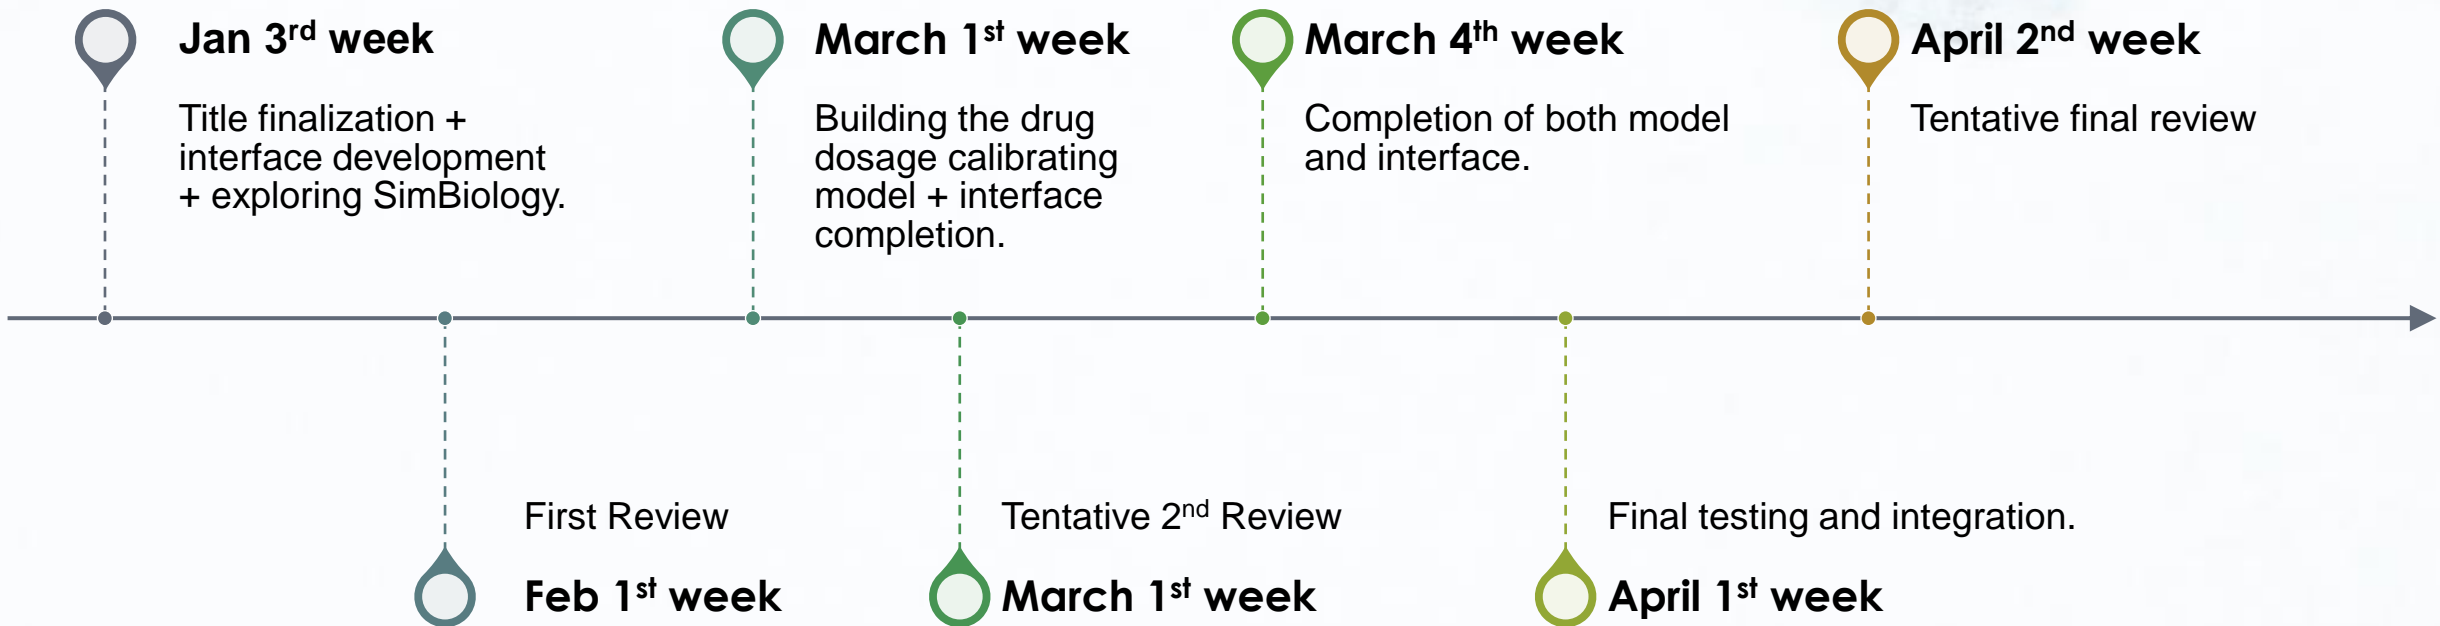 Jan 3rd week
Title finalization +
interface development
+ exploring SimBiology.
March 1st week
Building the drug
dosage calibrating
model + interface
completion.
March 4th week
Completion of both model
and interface.
April 2nd week
Tentative final review
First Review
Feb 1st week
Tentative 2nd Review
March 1st week
Final testing and integration.
April 1st week